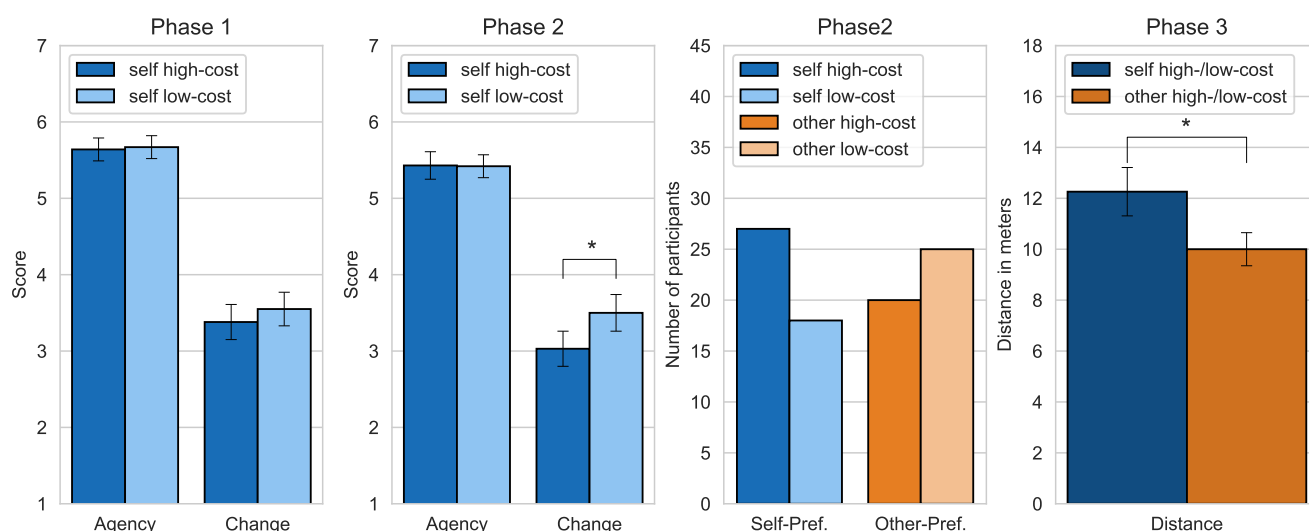 Phase 1
7
6
5
4
3
2
1
Score
self high-cost
self low-cost
Agency
Change
Phase 2
7
6
5
4
3
2
1
Score
self high-cost
self low-cost
*
Agency
Change
Phase2
45
40
35
30
25
20
15
10
5
0
Number of participants
self high-cost
self low-cost
other high-cost
other low-cost
Self-Pref.
Other-Pref.
Phase 3
18
16
14
12
10
8
6
4
2
0
Distance in meters
self high-/low-cost
other high-/low-cost
*
Distance